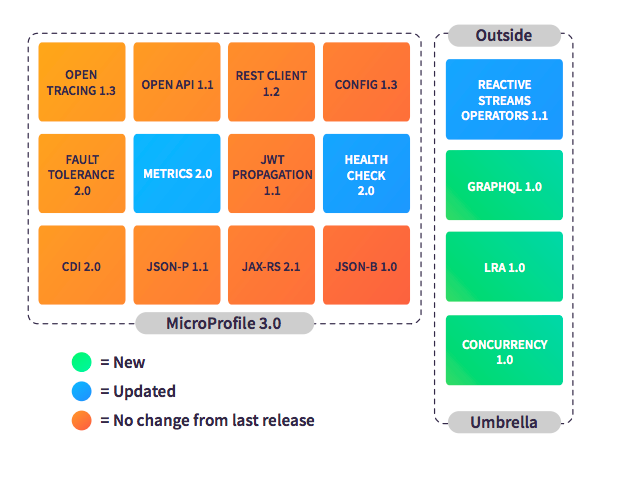 OPEN
TRACING 1.3
OPEN API 1.1
REST CLIENT
1.2
CONFIG 1.3
FAULT
TOLERANCE
2.0
METRICS 2.0
JWT
PROPAGATION
1.1
HEALTH
CHECK
2.0
CDI 2.0
JSON-P 1.1
JAX-RS 2.1
JSON-B 1.0
MicroProfile 3.0
= New
= Updated
= No change from last release
Outside
REACTIVE
STREAMS
OPERATORS 1.1
GRAPHQL 1.0
LRA 1.0
CONCURRENCY
1.0
Umbrella